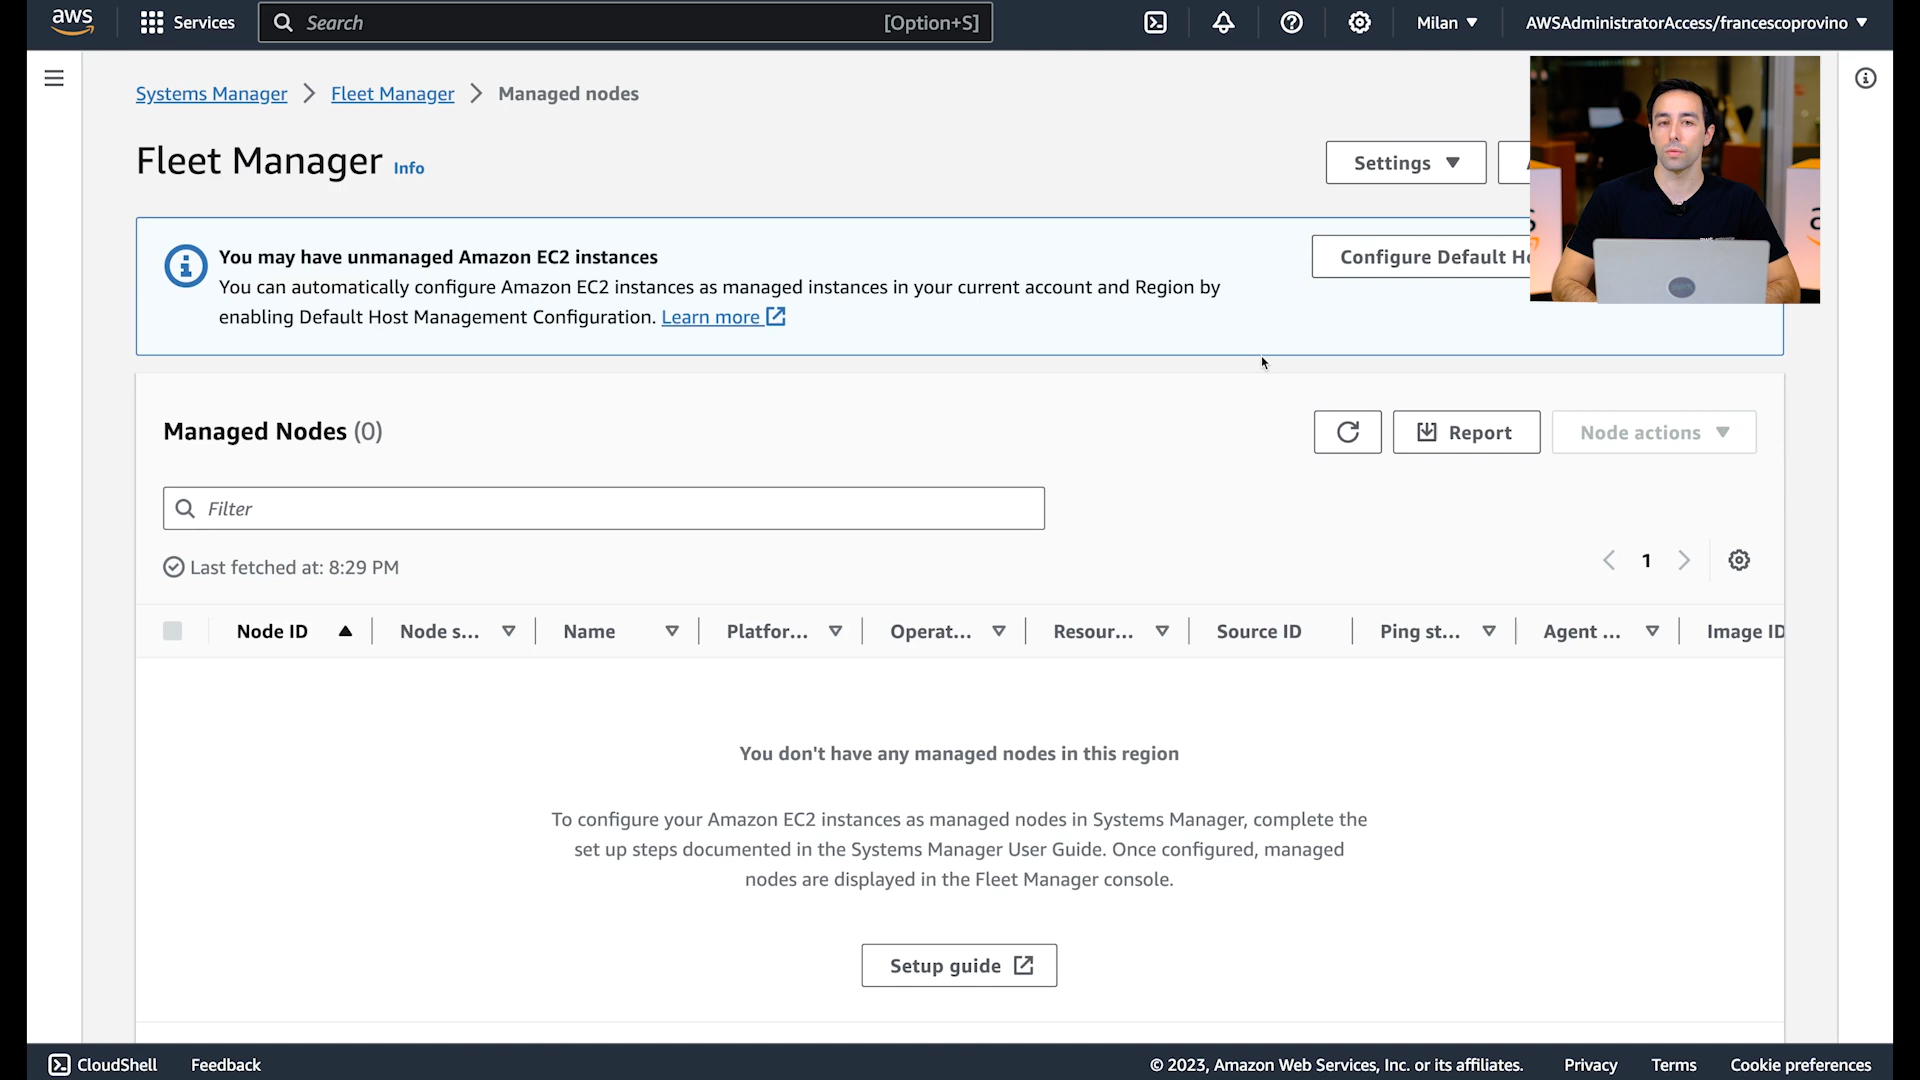 aws
Services
Search
[Option+S]
Milan
AWSAdministratorAccess/francescoprovino
Systems Manager
Fleet Manager
Managed nodes
Fleet Manager
Info
Settings
You may have unmanaged Amazon EC2 instances
You can automatically configure Amazon EC2 instances as managed instances in your current account and Region by
enabling Default Host Management Configuration. Learn more
Configure Default
Managed Nodes (0)
Report
Node actions
Filter
Last fetched at: 8:29 PM
1
Node ID
Node s...
Name
Platfor...
Operat...
Resour...
Source ID
Ping st...
Agent ...
Image ID
You don't have any managed nodes in this region
To configure your Amazon EC2 instances as managed nodes in Systems Manager, complete the
set up steps documented in the Systems Manager User Guide. Once configured, managed
nodes are displayed in the Fleet Manager console.
Setup guide
CloudShell
Feedback
© 2023, Amazon Web Services, Inc. or its affiliates.
Privacy
Terms
Cookie preferences